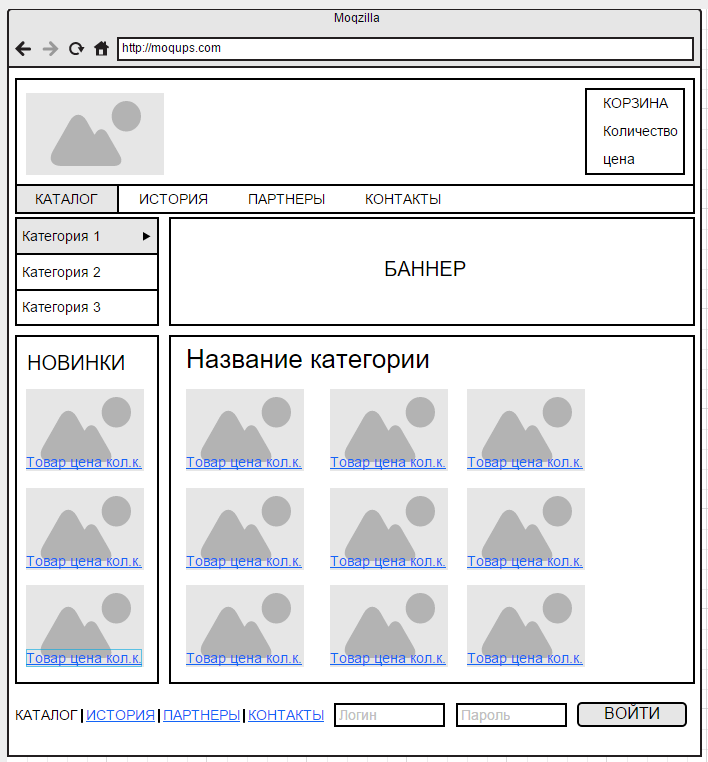 Moqzilla
http://moqups.com
КОРЗИНА
Количество
цена
КАТАЛОГ ИСТОРИЯ ПАРТНЕРЫ КОНТАКТЫ
Категория 1
Категория 2
Категория 3
БАННЕР
НОВИНКИ
Товар цена кол.к.
Товар цена кол.к.
Товар цена кол.к.
Название категории
Товар цена кол.к. Товар цена кол.к. Товар цена кол.к.
Товар цена кол.к. Товар цена кол.к. Товар цена кол.к.
Товар цена кол.к. Товар цена кол.к. Товар цена кол.к.
КАТАЛОГ | ИСТОРИЯ | ПАРТНЕРЫ | КОНТАКТЫ Логин Пароль ВОЙТИ